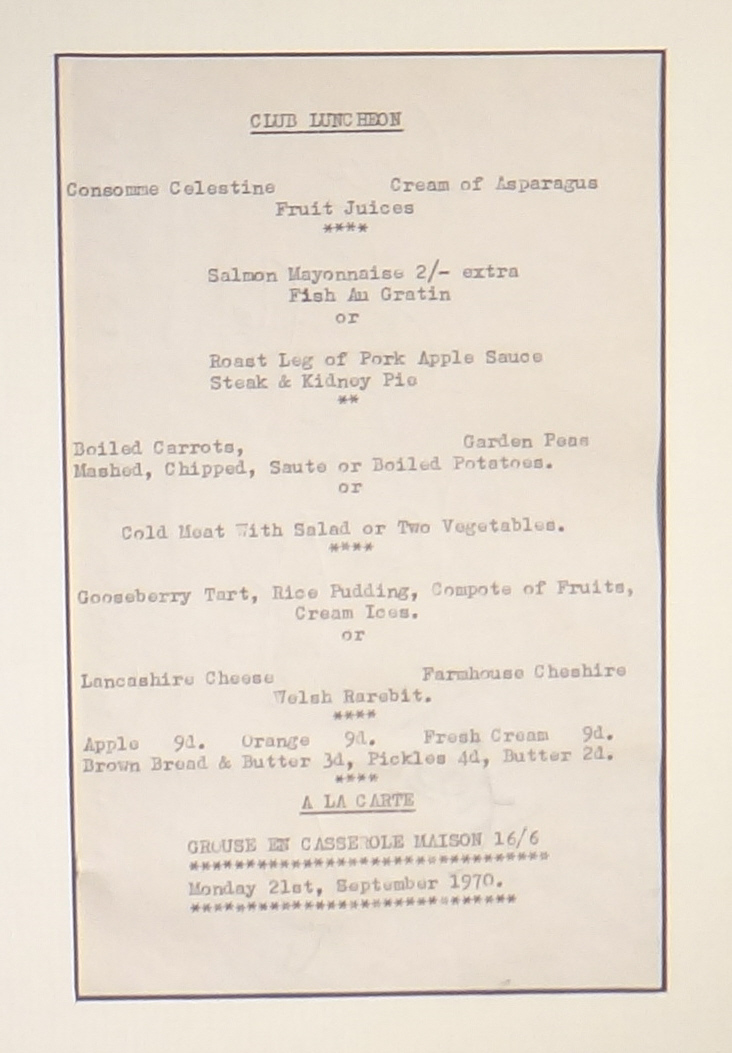 CLUB LUNCHEON
Consomme Celestine Cream of Asparagus
Fruit Juices
****
Salmon Mayonnaise 2/- extra
Fish Au Gratin
or
Roast Leg of Pork Apple Sauce
Steak & Kidney Pie
**
Boiled Carrots, Garden Peas
Mashed, Chipped, Saute or Boiled Potatoes.
or
Cold Meat With Salad or Two Vegetables.
****
Gooseberry Tart, Rice Pudding, Compote of Fruits,
Cream Ices.
or
Lancashire Cheese Farmhouse Cheshire
Welsh Rarebit.
****
Apple 9d. Orange 9d. Fresh Cream 9d.
Brown Bread & Butter 3d, Pickles 4d, Butter 2d.
****
A LA CARTE
GROUSE EN CASSEROLE MAISON 16/6
*******************************
Monday 21st, September 1970.
****************************